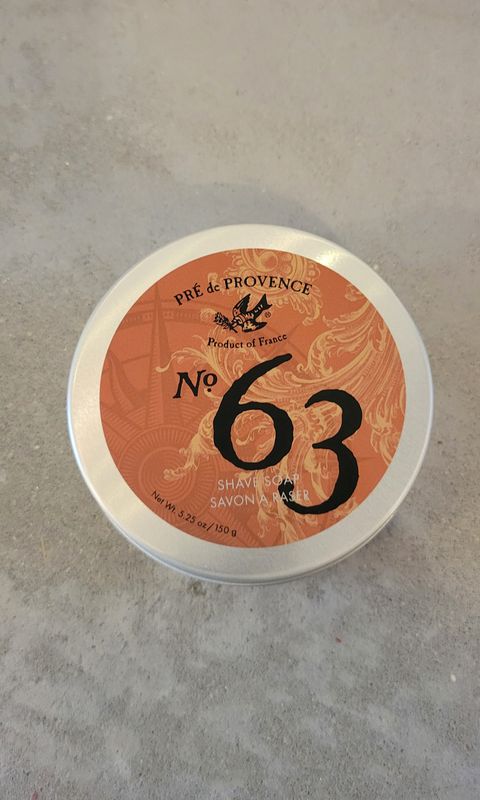 PRÉ de PROVENCE
®
Product of France
Nº 63
SHAVE SOAP
SAVON À RASER
Net Wt. 5.25 oz / 150 g